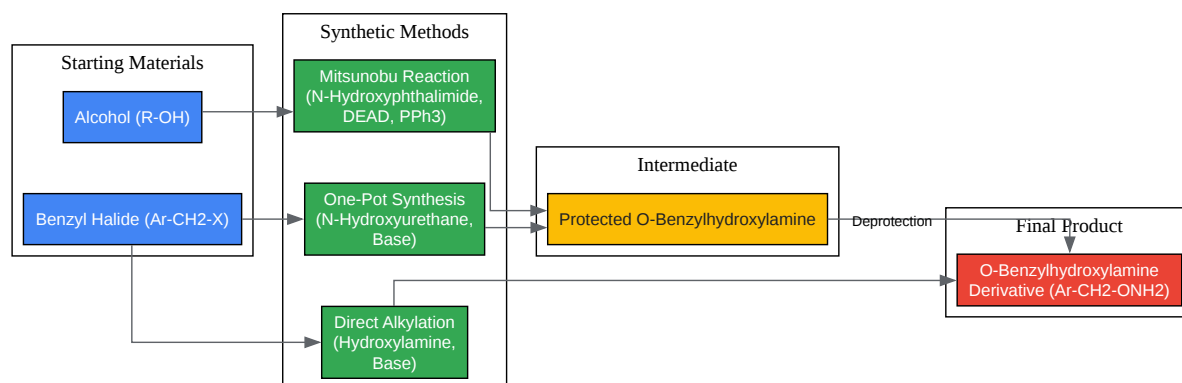 Starting Materials
Alcohol (R-OH)
Benzyl Halide (Ar-CH2-X)
Synthetic Methods
Mitsunobu Reaction
(N-Hydroxyphthalimide,
DEAD, PPh3)
One-Pot Synthesis
(N-Hydroxyurethane,
Base)
Direct Alkylation
(Hydroxylamine,
Base)
Intermediate
Protected O-Benzylhydroxylamine
Deprotection
Final Product
O-Benzylhydroxylamine
Derivative (Ar-CH2-ONH2)